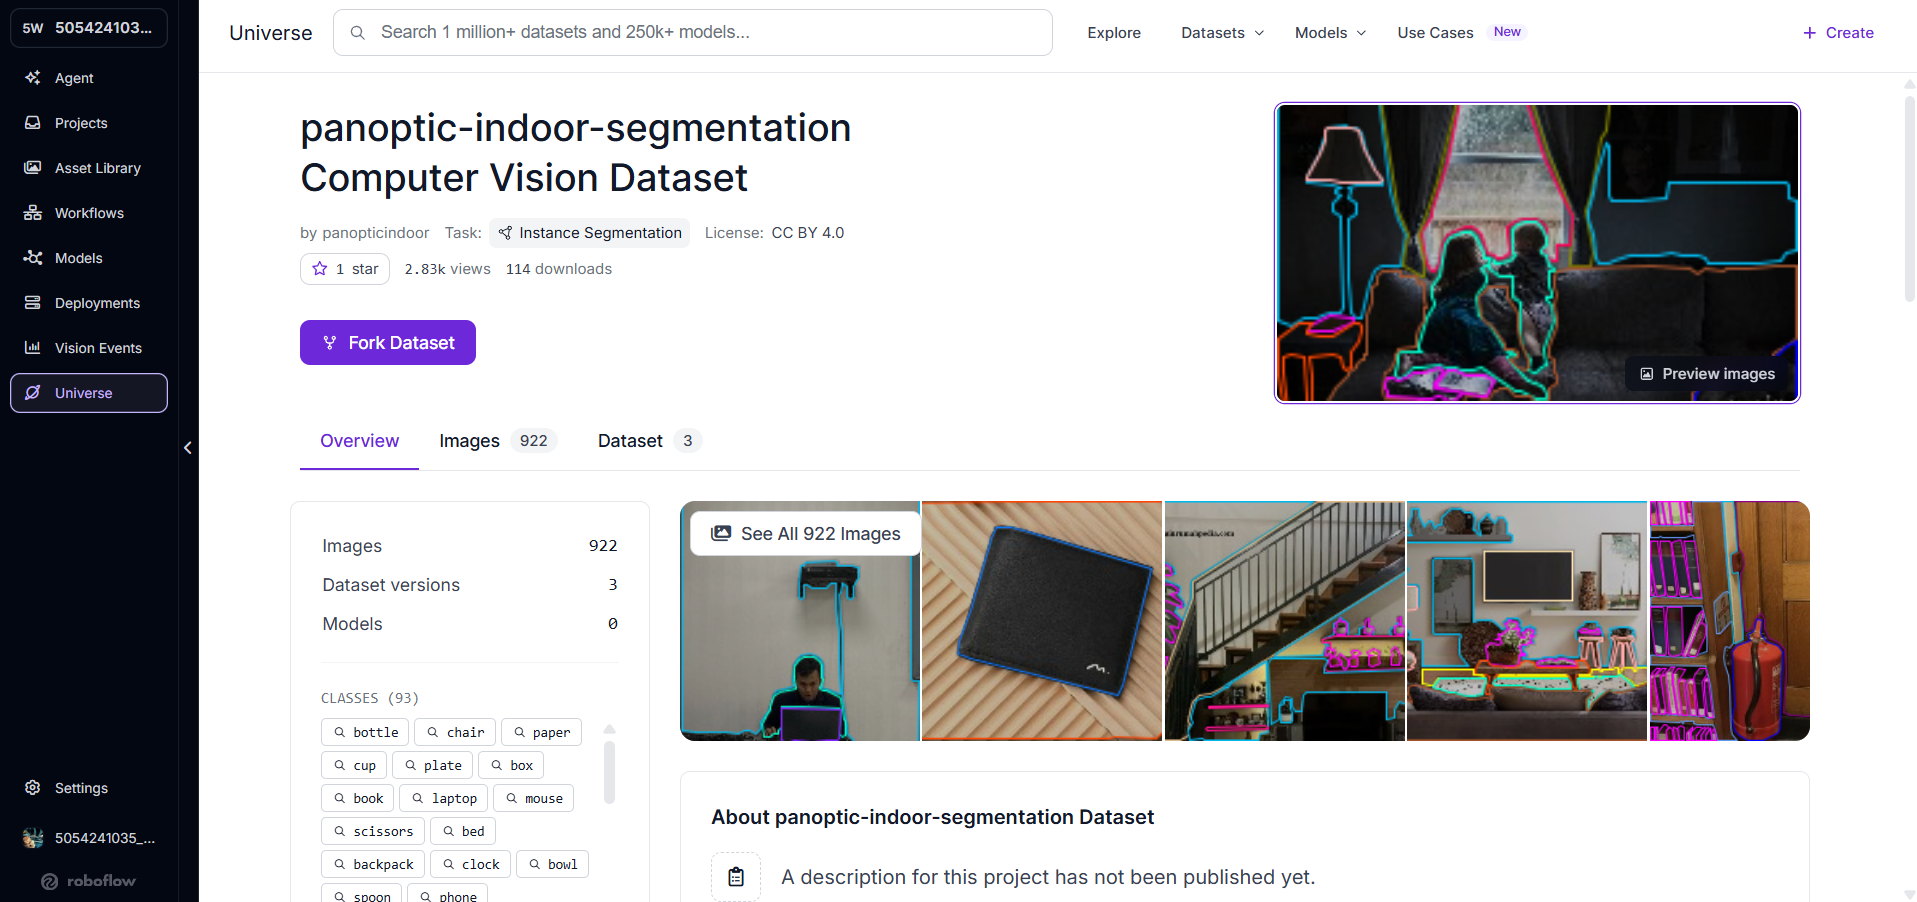 5W 505424103...
Agent
Projects
Asset Library
Workflows
Models
Deployments
Vision Events
Universe
Settings
5054241035_...
roboflow
Universe
Search 1 million+ datasets and 250k+ models...
Explore
Datasets
Models
Use Cases New
Create
panoptic-indoor-segmentation
Computer Vision Dataset
by panopticindoor Task: Instance Segmentation License: CC BY 4.0
1 star 2.83k views 114 downloads
Fork Dataset
Preview images
Overview
Images 922
Dataset 3
Images 922
Dataset versions 3
Models 0
CLASSES (93)
bottle chair paper
cup plate box
book laptop mouse
scissors bed
backpack clock bowl
spoon phone
See All 922 Images
About panoptic-indoor-segmentation Dataset
A description for this project has not been published yet.